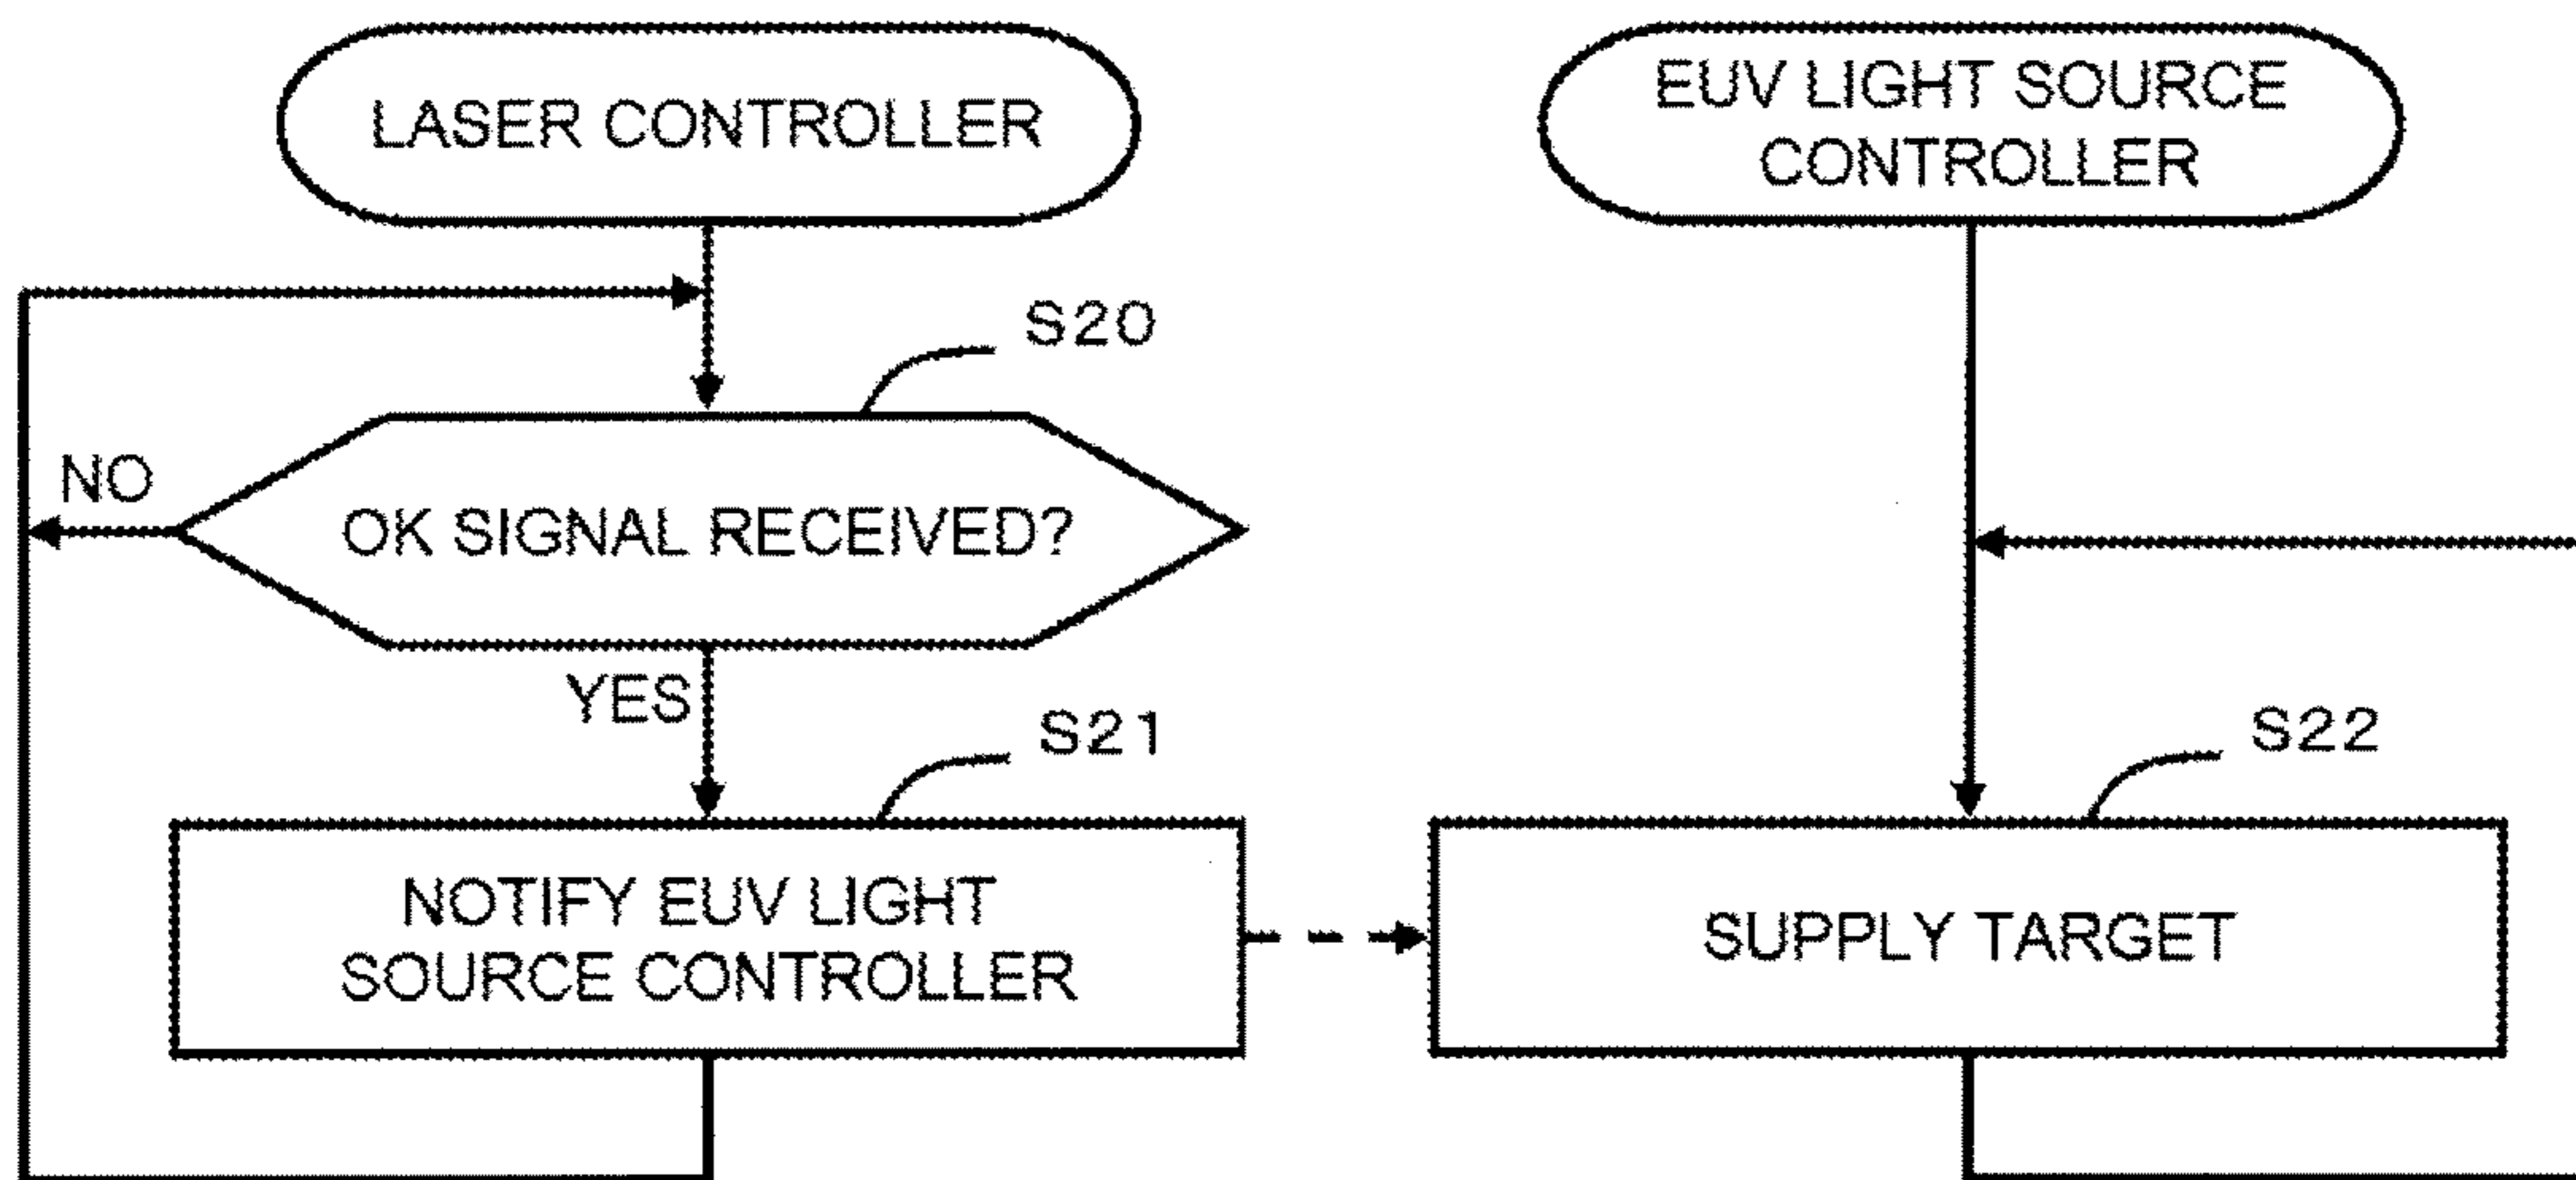 LASER CONTROLLER
S20
NO
OK SIGNAL RECEIVED?
YES
S21
NOTIFY EUV LIGHT
SOURCE CONTROLLER
EUV LIGHT SOURCE
CONTROLLER
S22
SUPPLY TARGET